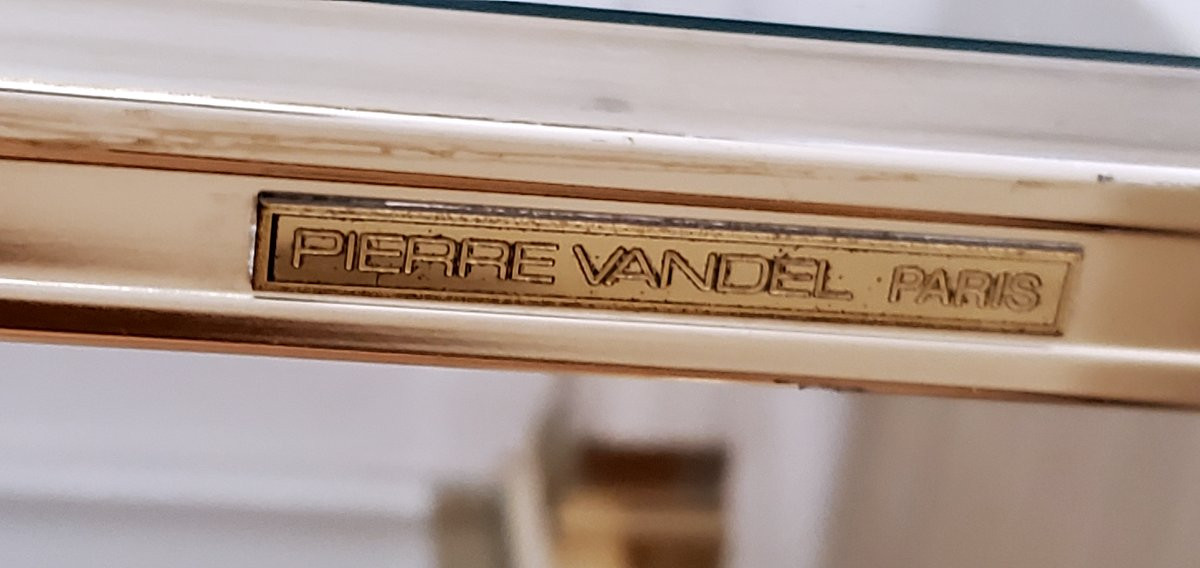 PIERRE VANDEL PARIS